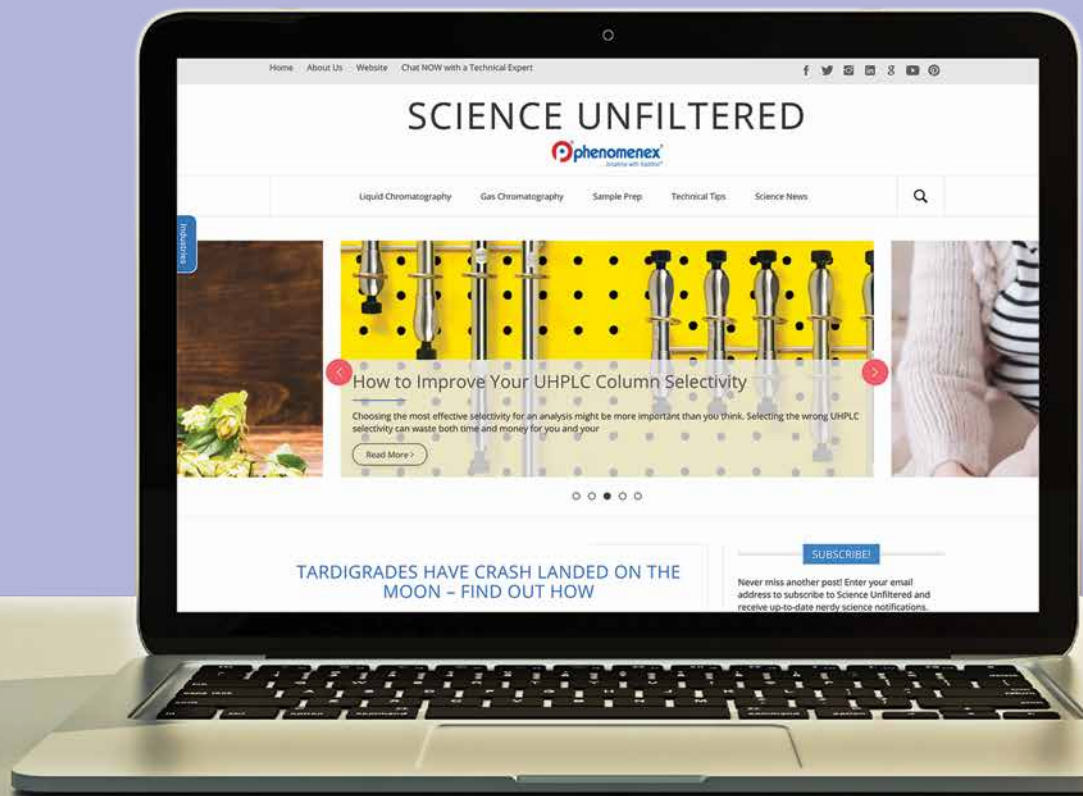 Home About Us Website Chat NOW with a Technical Expert
SCIENCE UNFILTERED
phenomenex
Liquid Chromatography Gas Chromatography Sample Prep Technical Tips Science News
Industries
How to Improve Your UHPLC Column Selectivity
Choosing the most effective selectivity for an analysis might be more important than you think. Selecting the wrong UHPLC
selectivity can waste both time and money for you and your
Read More >
TARDIGRADES HAVE CRASH LANDED ON THE
MOON – FIND OUT HOW
SUBSCRIBE!
Never miss another post! Enter your email
address to subscribe to Science Unfiltered and
receive up-to-date nerdy science notifications.